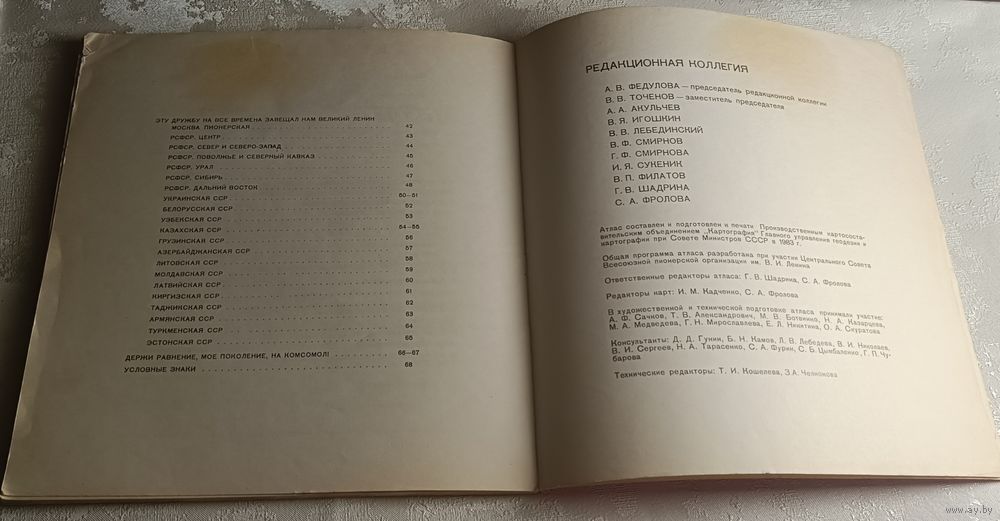 ЭТУ ДРУЖБУ НА ВСЕ ВРЕМЕНА ЗАВЕЩАЛ НАМ ВЕЛИКИЙ ЛЕНИН
МОСКВА ПИОНЕРСКАЯ . . . 42
РСФСР. ЦЕНТР . . . 43
РСФСР. СЕВЕР И СЕВЕРО-ЗАПАД . . . 44
РСФСР. ПОВОЛЖЬЕ И СЕВЕРНЫЙ КАВКАЗ . . . 45
РСФСР. УРАЛ . . . 46
РСФСР. СИБИРЬ . . . 47
РСФСР. ДАЛЬНИЙ ВОСТОК . . . 48
УКРАИНСКАЯ ССР . . . 50—51
БЕЛОРУССКАЯ ССР . . . 52
УЗБЕКСКАЯ ССР . . . 53
КАЗАХСКАЯ ССР . . . 54—55
ГРУЗИНСКАЯ ССР . . . 56
АЗЕРБАЙДЖАНСКАЯ ССР . . . 57
ЛИТОВСКАЯ ССР . . . 58
МОЛДАВСКАЯ ССР . . . 59
ЛАТВИЙСКАЯ ССР . . . 60
КИРГИЗСКАЯ ССР . . . 61
ТАДЖИКСКАЯ ССР . . . 62
АРМЯНСКАЯ ССР . . . 63
ТУРКМЕНСКАЯ ССР . . . 64
ЭСТОНСКАЯ ССР . . . 65
ДЕРЖИ РАВНЕНИЕ, МОЕ ПОКОЛЕНИЕ, НА КОМСОМОЛ! . . . 66—67
УСЛОВНЫЕ ЗНАКИ . . . 68
РЕДАКЦИОННАЯ КОЛЛЕГИЯ
А. В. ФЕДУЛОВА — председатель редакционной коллегии
В. В. ТОЧЕНОВ — заместитель председателя
А. А. АКУЛЬЧЕВ
В. Я. ИГОШКИН
В. В. ЛЕБЕДИНСКИЙ
В. Ф. СМИРНОВ
Г. Ф. СМИРНОВА
И. Я. СУКЕНИК
В. П. ФИЛАТОВ
Г. В. ШАДРИНА
С. А. ФРОЛОВА
Атлас составлен и подготовлен к печати Производственным картососта-
вительским объединением „Картография" Главного управления геодезии и
картографии при Совете Министров СССР в 1983 г.
Общая программа атласа разработана при участии Центрального Совета
Всесоюзной пионерской организации им. В. И. Ленина
Ответственные редакторы атласа: Г. В. Шадрина, С. А. Фролова
Редакторы карт: И. М. Кадченко, С. А. Фролова
В художественной и технической подготовке атласа принимали участие:
А. Ф. Сачков, Т. В. Александрович, М. В. Ботвинко, Н. А. Казарцева,
М. А. Медведева, Г. Н. Мирославлева, Е. Л. Никитина, О. А. Скуратова
Консультанты: Д. Д. Гунин, Б. Н. Камов, Л. В. Лебедева, В. И. Николаев,
В. И. Сергеев, Н. А. Тарасенко, С. А. Фурин, С. Б. Цымбаленко, Г. П. Чу-
барова
Технические редакторы: Т. И. Кошелева, З.А. Челнокова
www.ay.by